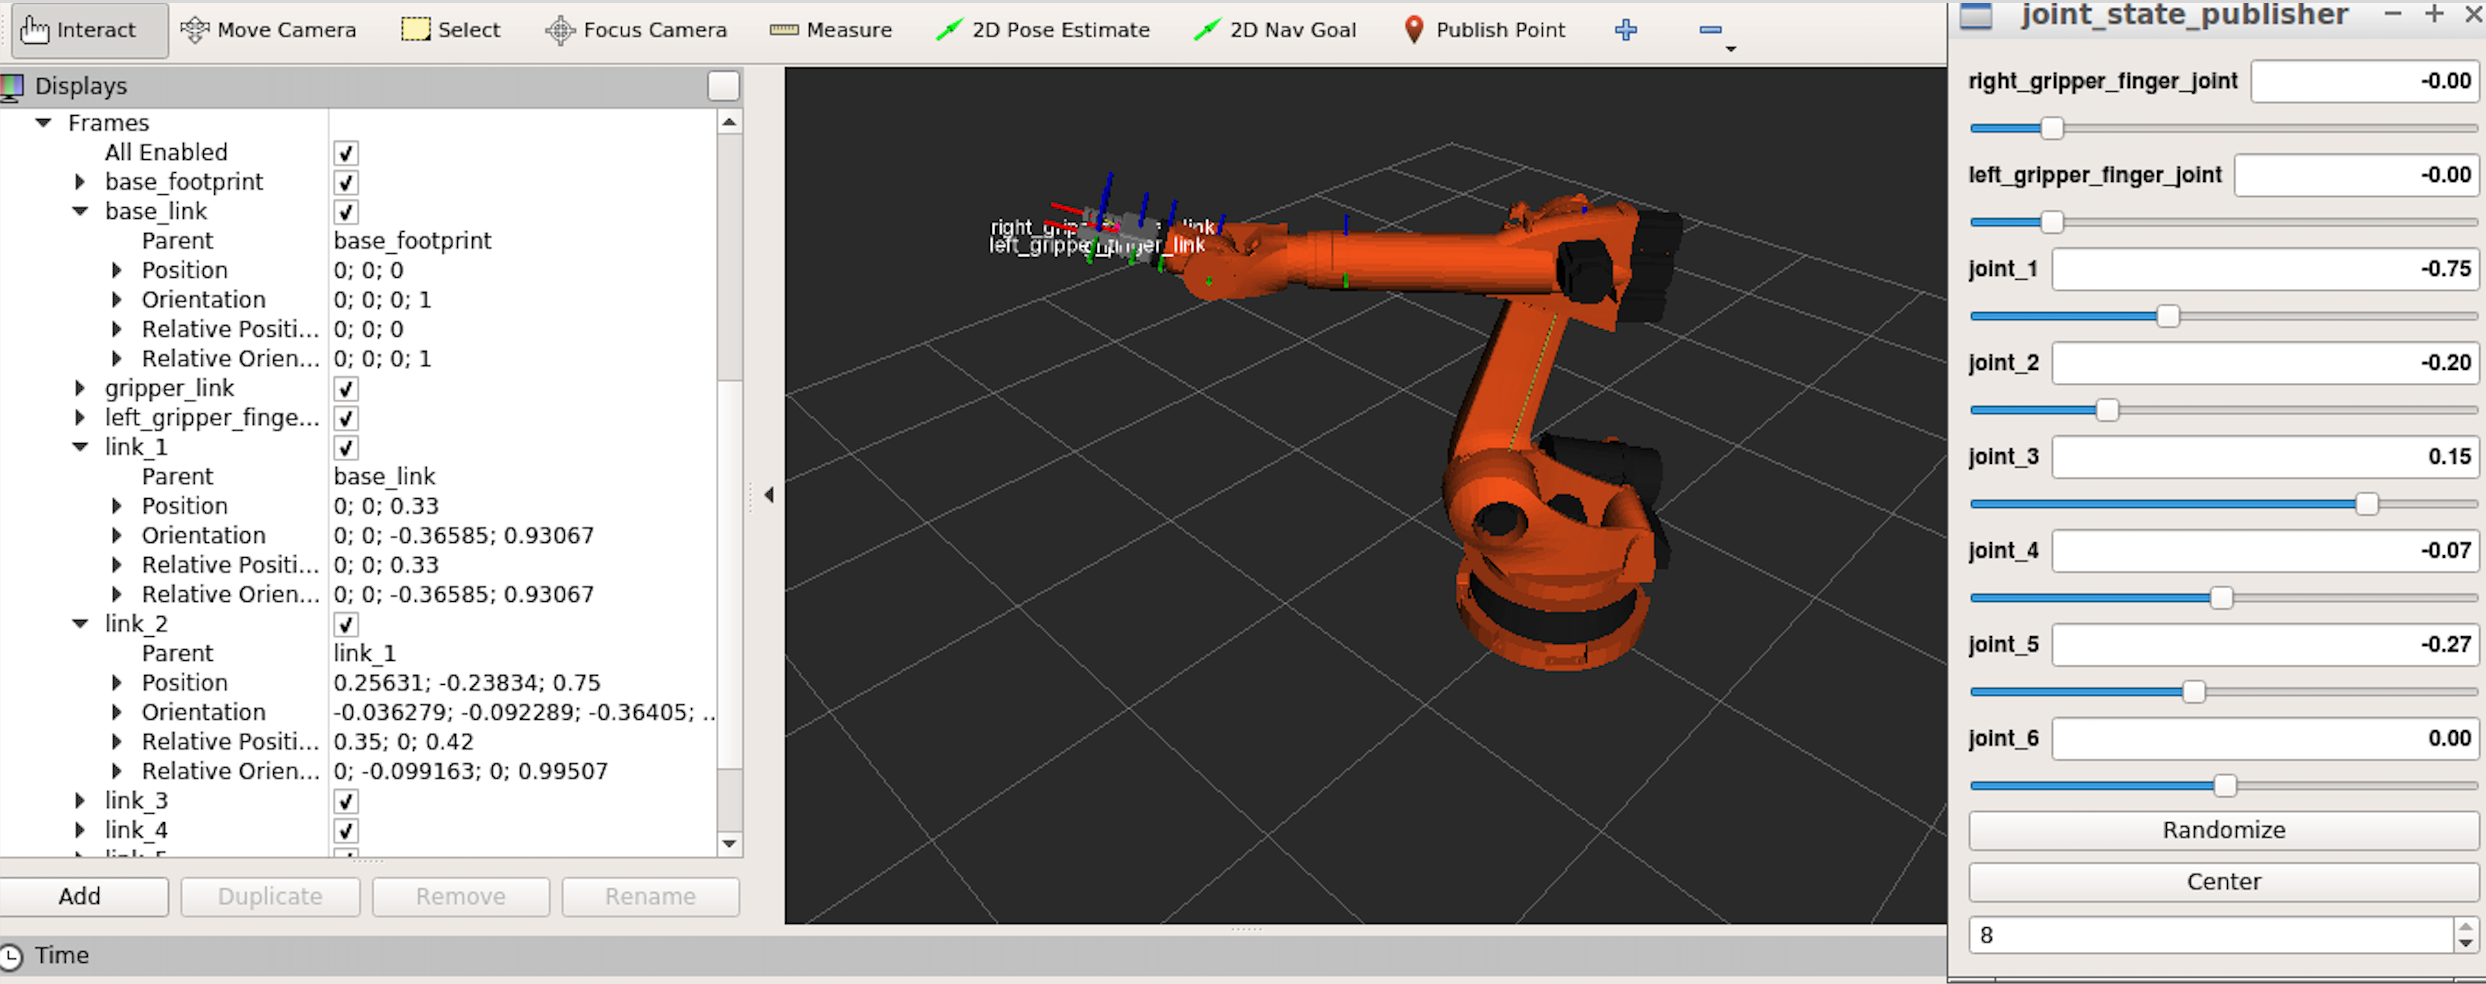 Interact Move Camera Select Focus Camera Measure 2D Pose Estimate 2D Nav Goal Publish Point
Displays
Frames
All Enabled
base_footprint
base_link
Parent base_footprint
Position 0; 0; 0
Orientation 0; 0; 0; 1
Relative Positi... 0; 0; 0
Relative Orien... 0; 0; 0; 1
gripper_link
left_gripper_finge...
link_1
Parent base_link
Position 0; 0; 0.33
Orientation 0; 0; -0.36585; 0.93067
Relative Positi... 0; 0; 0.33
Relative Orien... 0; 0; -0.36585; 0.93067
link_2
Parent link_1
Position 0.25631; -0.23834; 0.75
Orientation -0.036279; -0.092289; -0.36405; ..
Relative Positi... 0.35; 0; 0.42
Relative Orien... 0; -0.099163; 0; 0.99507
link_3
link_4
Add Duplicate Remove Rename
Time
joint_state_publisher
right_gripper_finger_joint -0.00
left_gripper_finger_joint -0.00
joint_1 -0.75
joint_2 -0.20
joint_3 0.15
joint_4 -0.07
joint_5 -0.27
joint_6 0.00
Randomize
Center
8